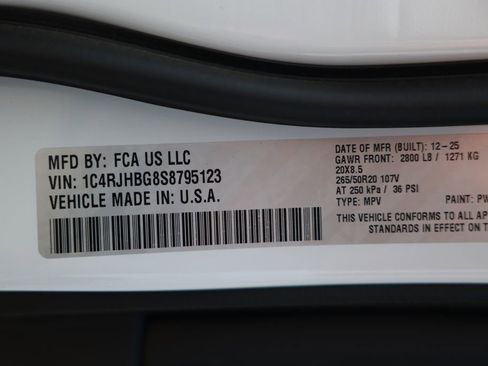 MFD BY: FCA US LLC
VIN: 1C4RJHBG8S8795123
VEHICLE MADE IN: U.S.A.
DATE OF MFR (BUILT): 12-25
GAWR FRONT: 2800 LB / 1271 KG
20X8.5
265/50R20 107V
AT 250 kPa / 36 PSI
TYPE: MPV PAINT: PW
THIS VEHICLE CONFORMS TO ALL AP
STANDARDS IN EFFECT ON T